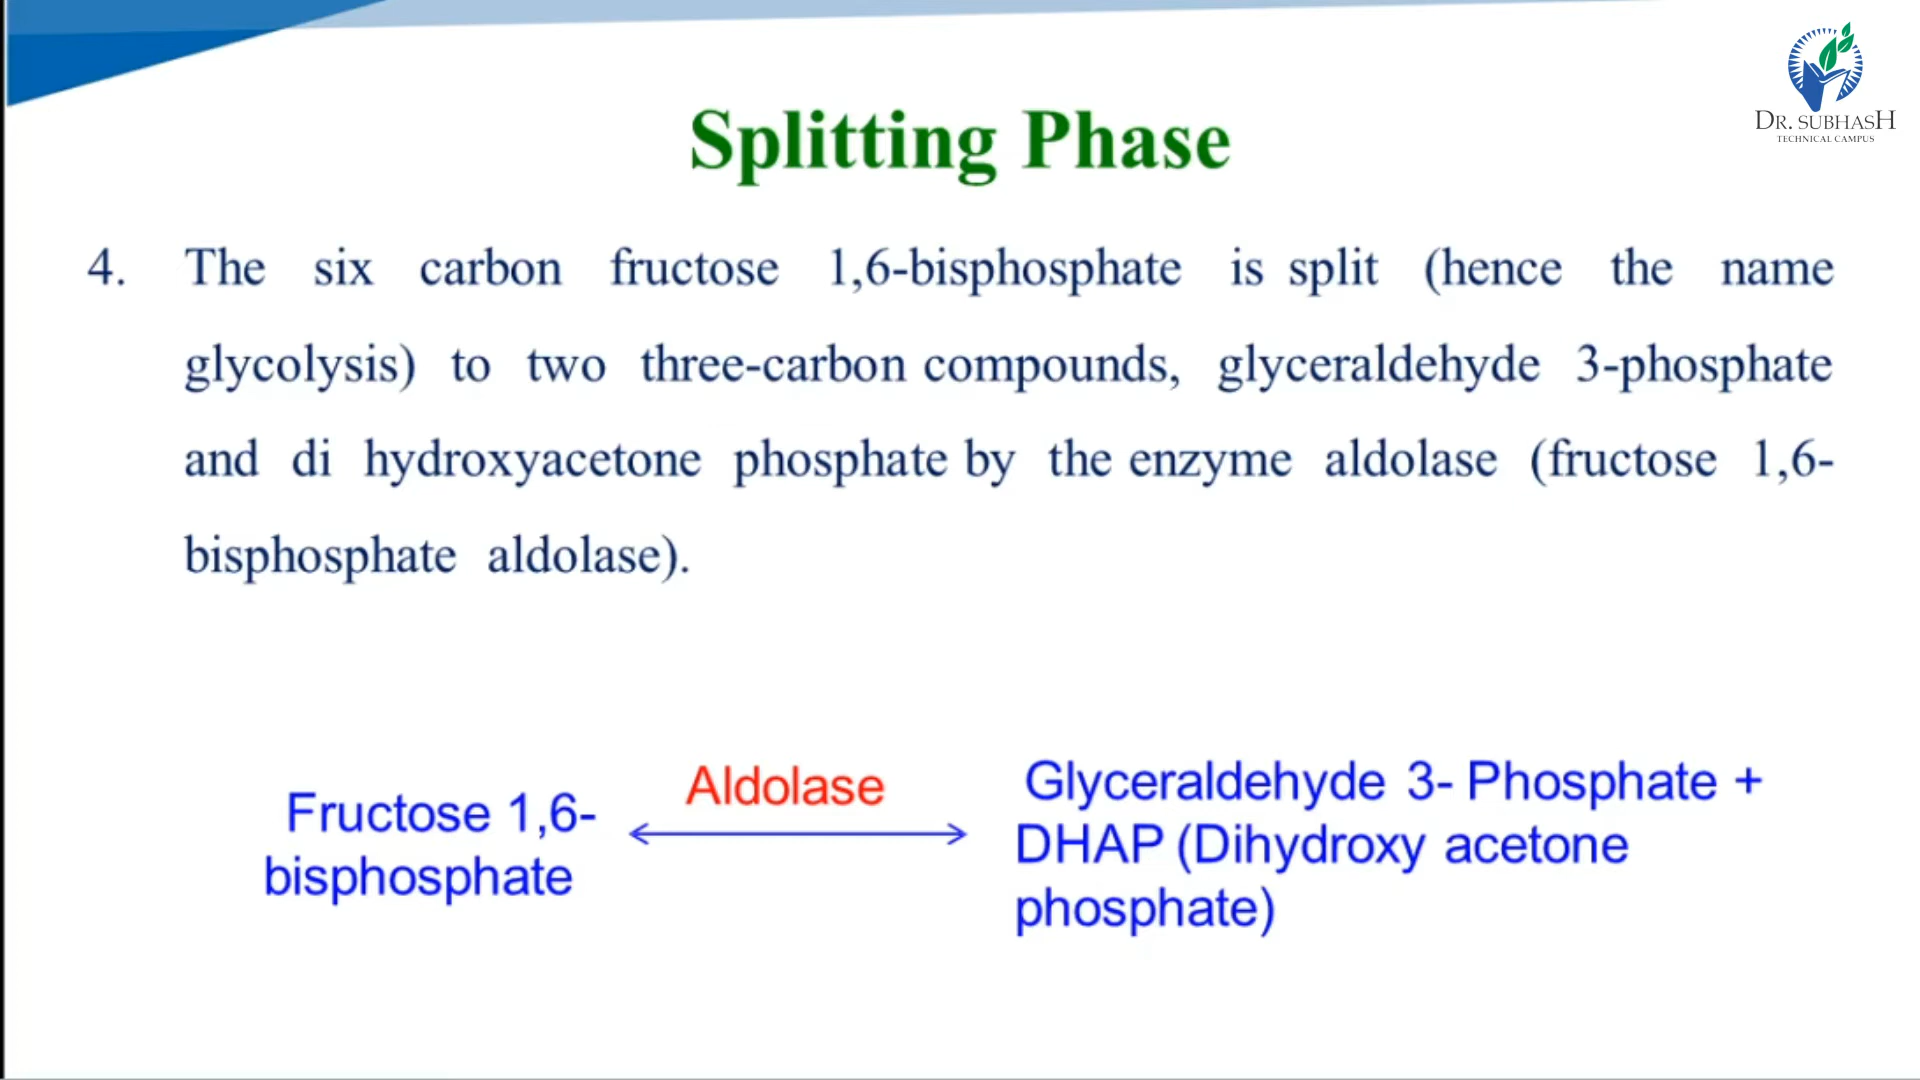 DR. SUBHASH
TECHNICAL CAMPUS
Splitting Phase
4. The six carbon fructose 1,6-bisphosphate is split (hence the name
glycolysis) to two three-carbon compounds, glyceraldehyde 3-phosphate
and di hydroxyacetone phosphate by the enzyme aldolase (fructose 1,6-
bisphosphate aldolase).
Fructose 1,6-
bisphosphate
Aldolase
Glyceraldehyde 3- Phosphate +
DHAP (Dihydroxy acetone
phosphate)